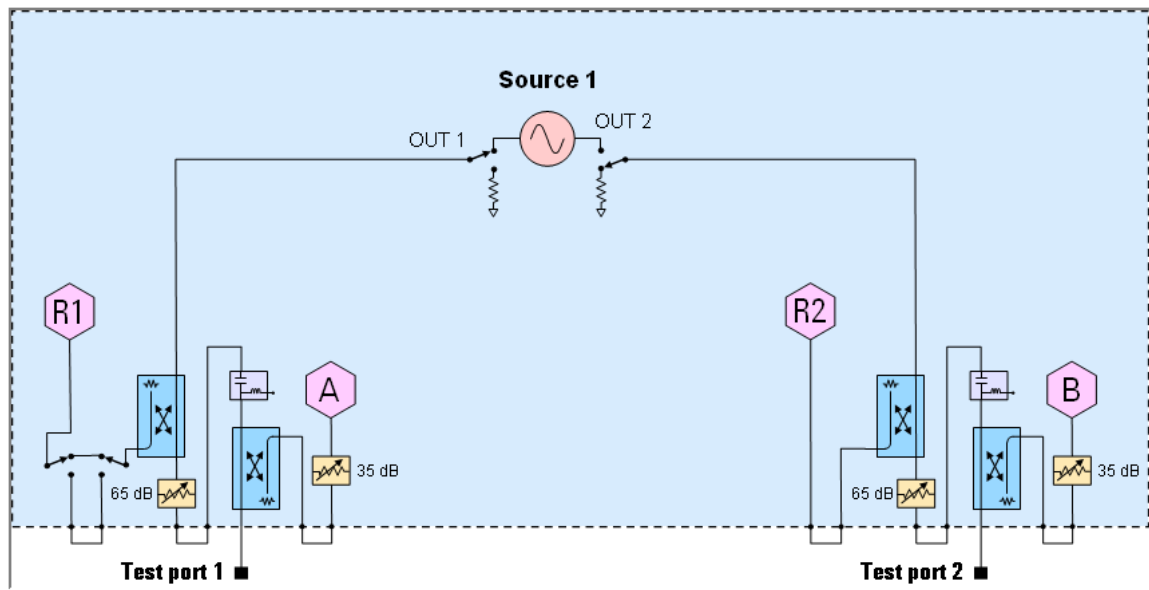 Source 1
OUT 1
OUT 2
R1
R2
A
B
65 dB
35 dB
65 dB
35 dB
Test port 1
Test port 2